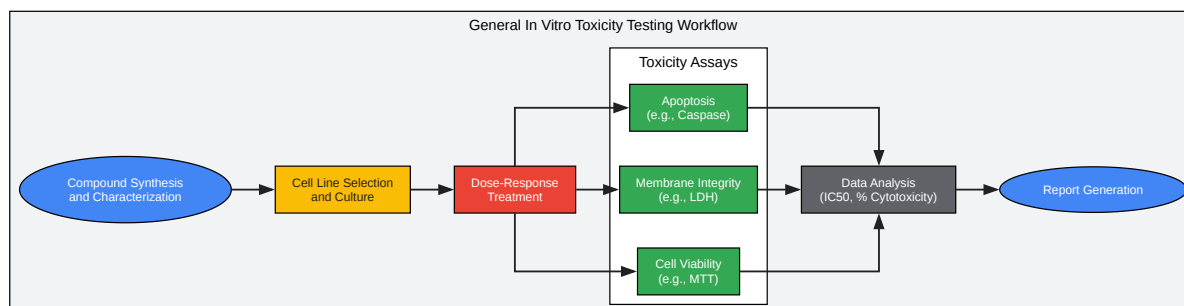 General In Vitro Toxicity Testing Workflow
Toxicity Assays
Apoptosis
(e.g., Caspase)
Compound Synthesis
and Characterization
Cell Line Selection
and Culture
Dose-Response
Treatment
Membrane Integrity
(e.g., LDH)
Data Analysis
(IC50, % Cytotoxicity)
Report Generation
Cell Viability
(e.g., MTT)